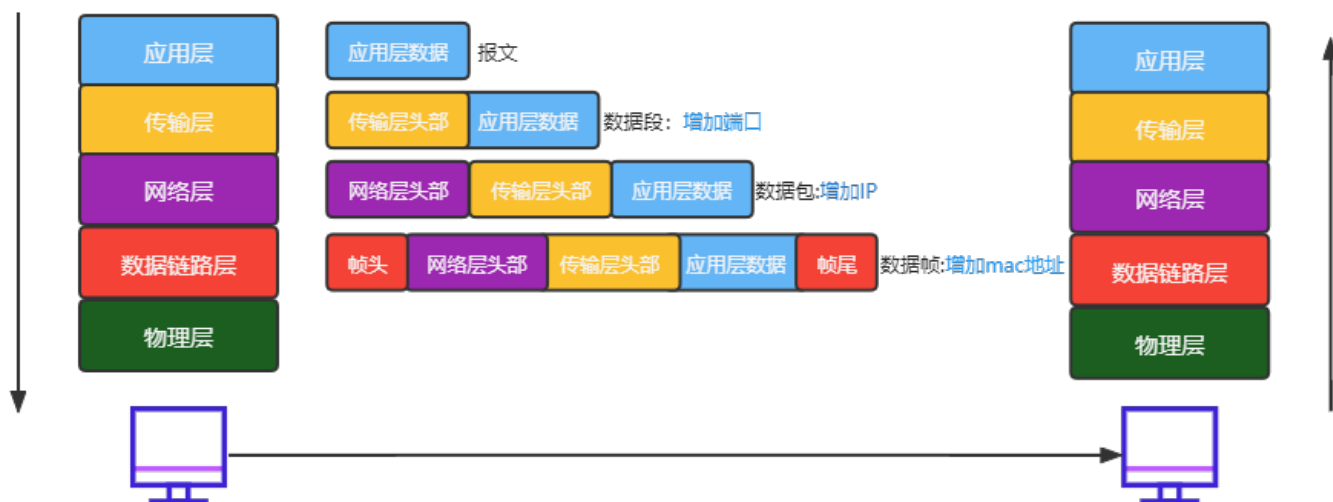 应用层
应用层数据 报文
应用层
传输层
传输层头部 应用层数据 数据段：增加端口
传输层
网络层
网络层头部 传输层头部 应用层数据 数据包:增加IP
网络层
数据链路层
帧头 网络层头部 传输层头部 应用层数据 帧尾 数据帧:增加mac地址
数据链路层
物理层
物理层